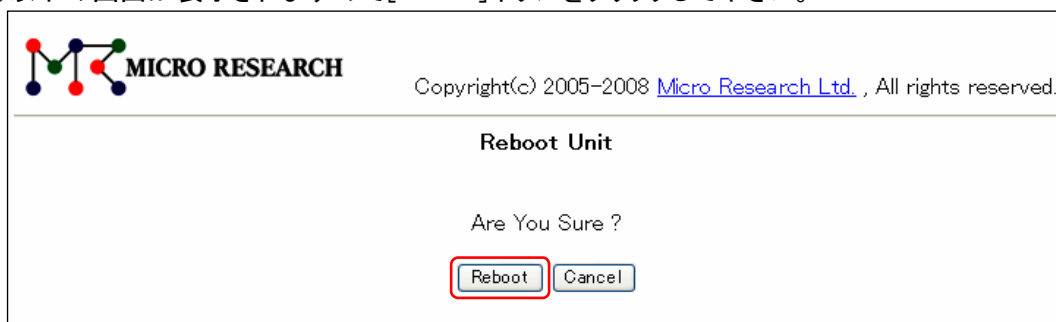 MICRO RESEARCH
Copyright(c) 2005-2008 Micro Research Ltd. , All rights reserved.
Reboot Unit
Are You Sure ?
Reboot Cancel